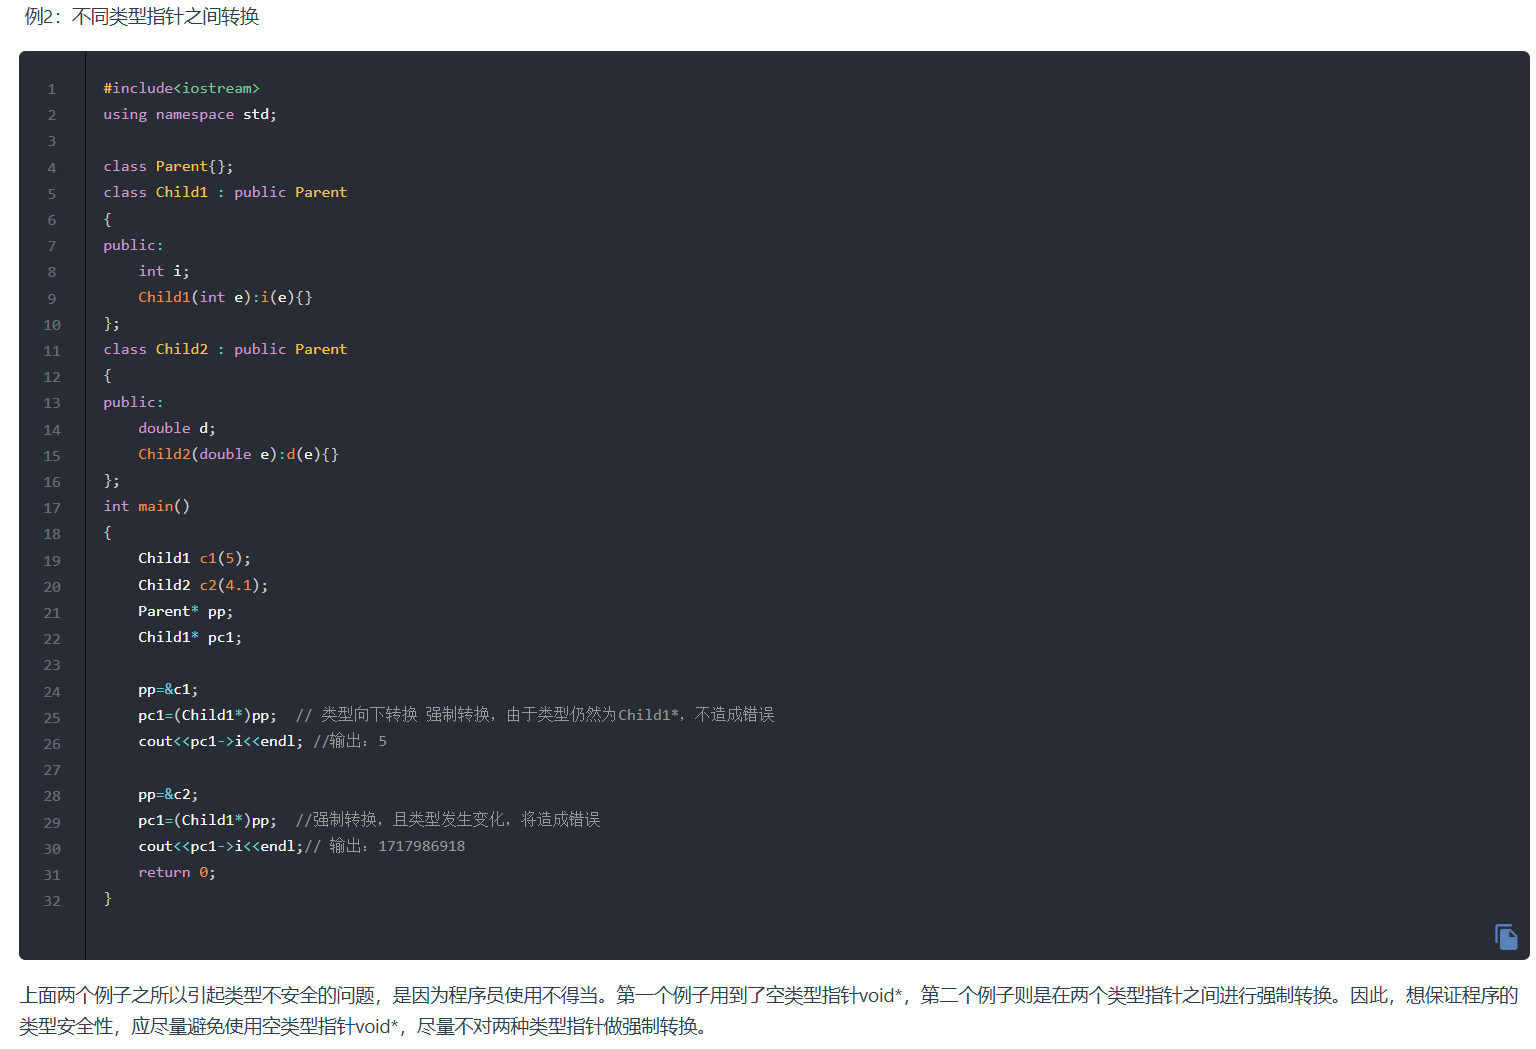 例2：不同类型指针之间转换
1 #include<iostream>
2 using namespace std;
3
4 class Parent{};
5 class Child1 : public Parent
6 {
7 public:
8     int i;
9     Child1(int e):i(e){}
10 };
11 class Child2 : public Parent
12 {
13 public:
14     double d;
15     Child2(double e):d(e){}
16 };
17 int main()
18 {
19     Child1 c1(5);
20     Child2 c2(4.1);
21     Parent* pp;
22     Child1* pc1;
23
24     pp=&c1;
25     pc1=(Child1*)pp;  // 类型向下转换 强制转换，由于类型仍然为Child1*，不造成错误
26     cout<<pc1->i<<endl; //输出：5
27
28     pp=&c2;
29     pc1=(Child1*)pp;  //强制转换，且类型发生变化，将造成错误
30     cout<<pc1->i<<endl;// 输出：1717986918
31     return 0;
32 }
上面两个例子之所以引起类型不安全的问题，是因为程序员使用不得当。第一个例子用到了空类型指针void*，第二个例子则是在两个类型指针之间进行强制转换。因此，想保证程序的
类型安全性，应尽量避免使用空类型指针void*，尽量不对两种类型指针做强制转换。